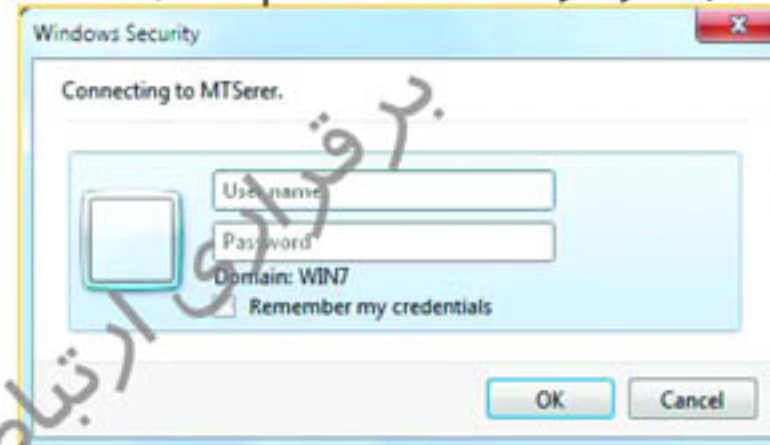 Windows Security
Connecting to MTSerer.
User name
Password
Domain: WIN7
Remember my credentials
OK Cancel
برقراری